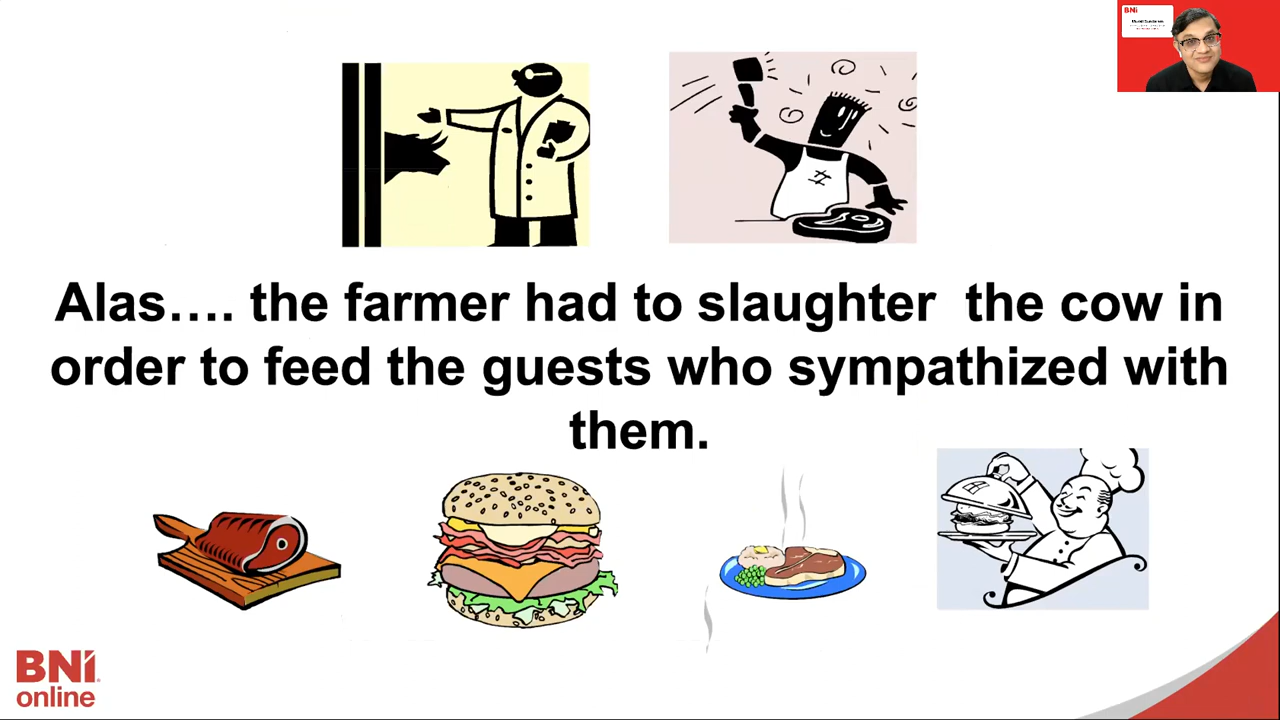 BNi
Alas.... the farmer had to slaughter the cow in
order to feed the guests who sympathized with
them.
BNi
online